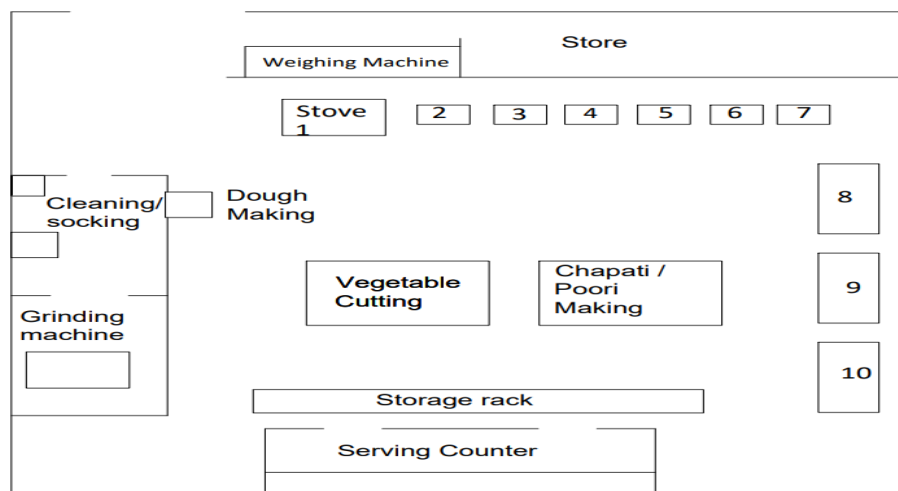 Store
Weighing Machine
Stove
1
2
3
4
5
6
7
Cleaning/
socking
Dough
Making
8
Vegetable
Cutting
Chapati /
Poori
Making
9
Grinding
machine
10
Storage rack
Serving Counter